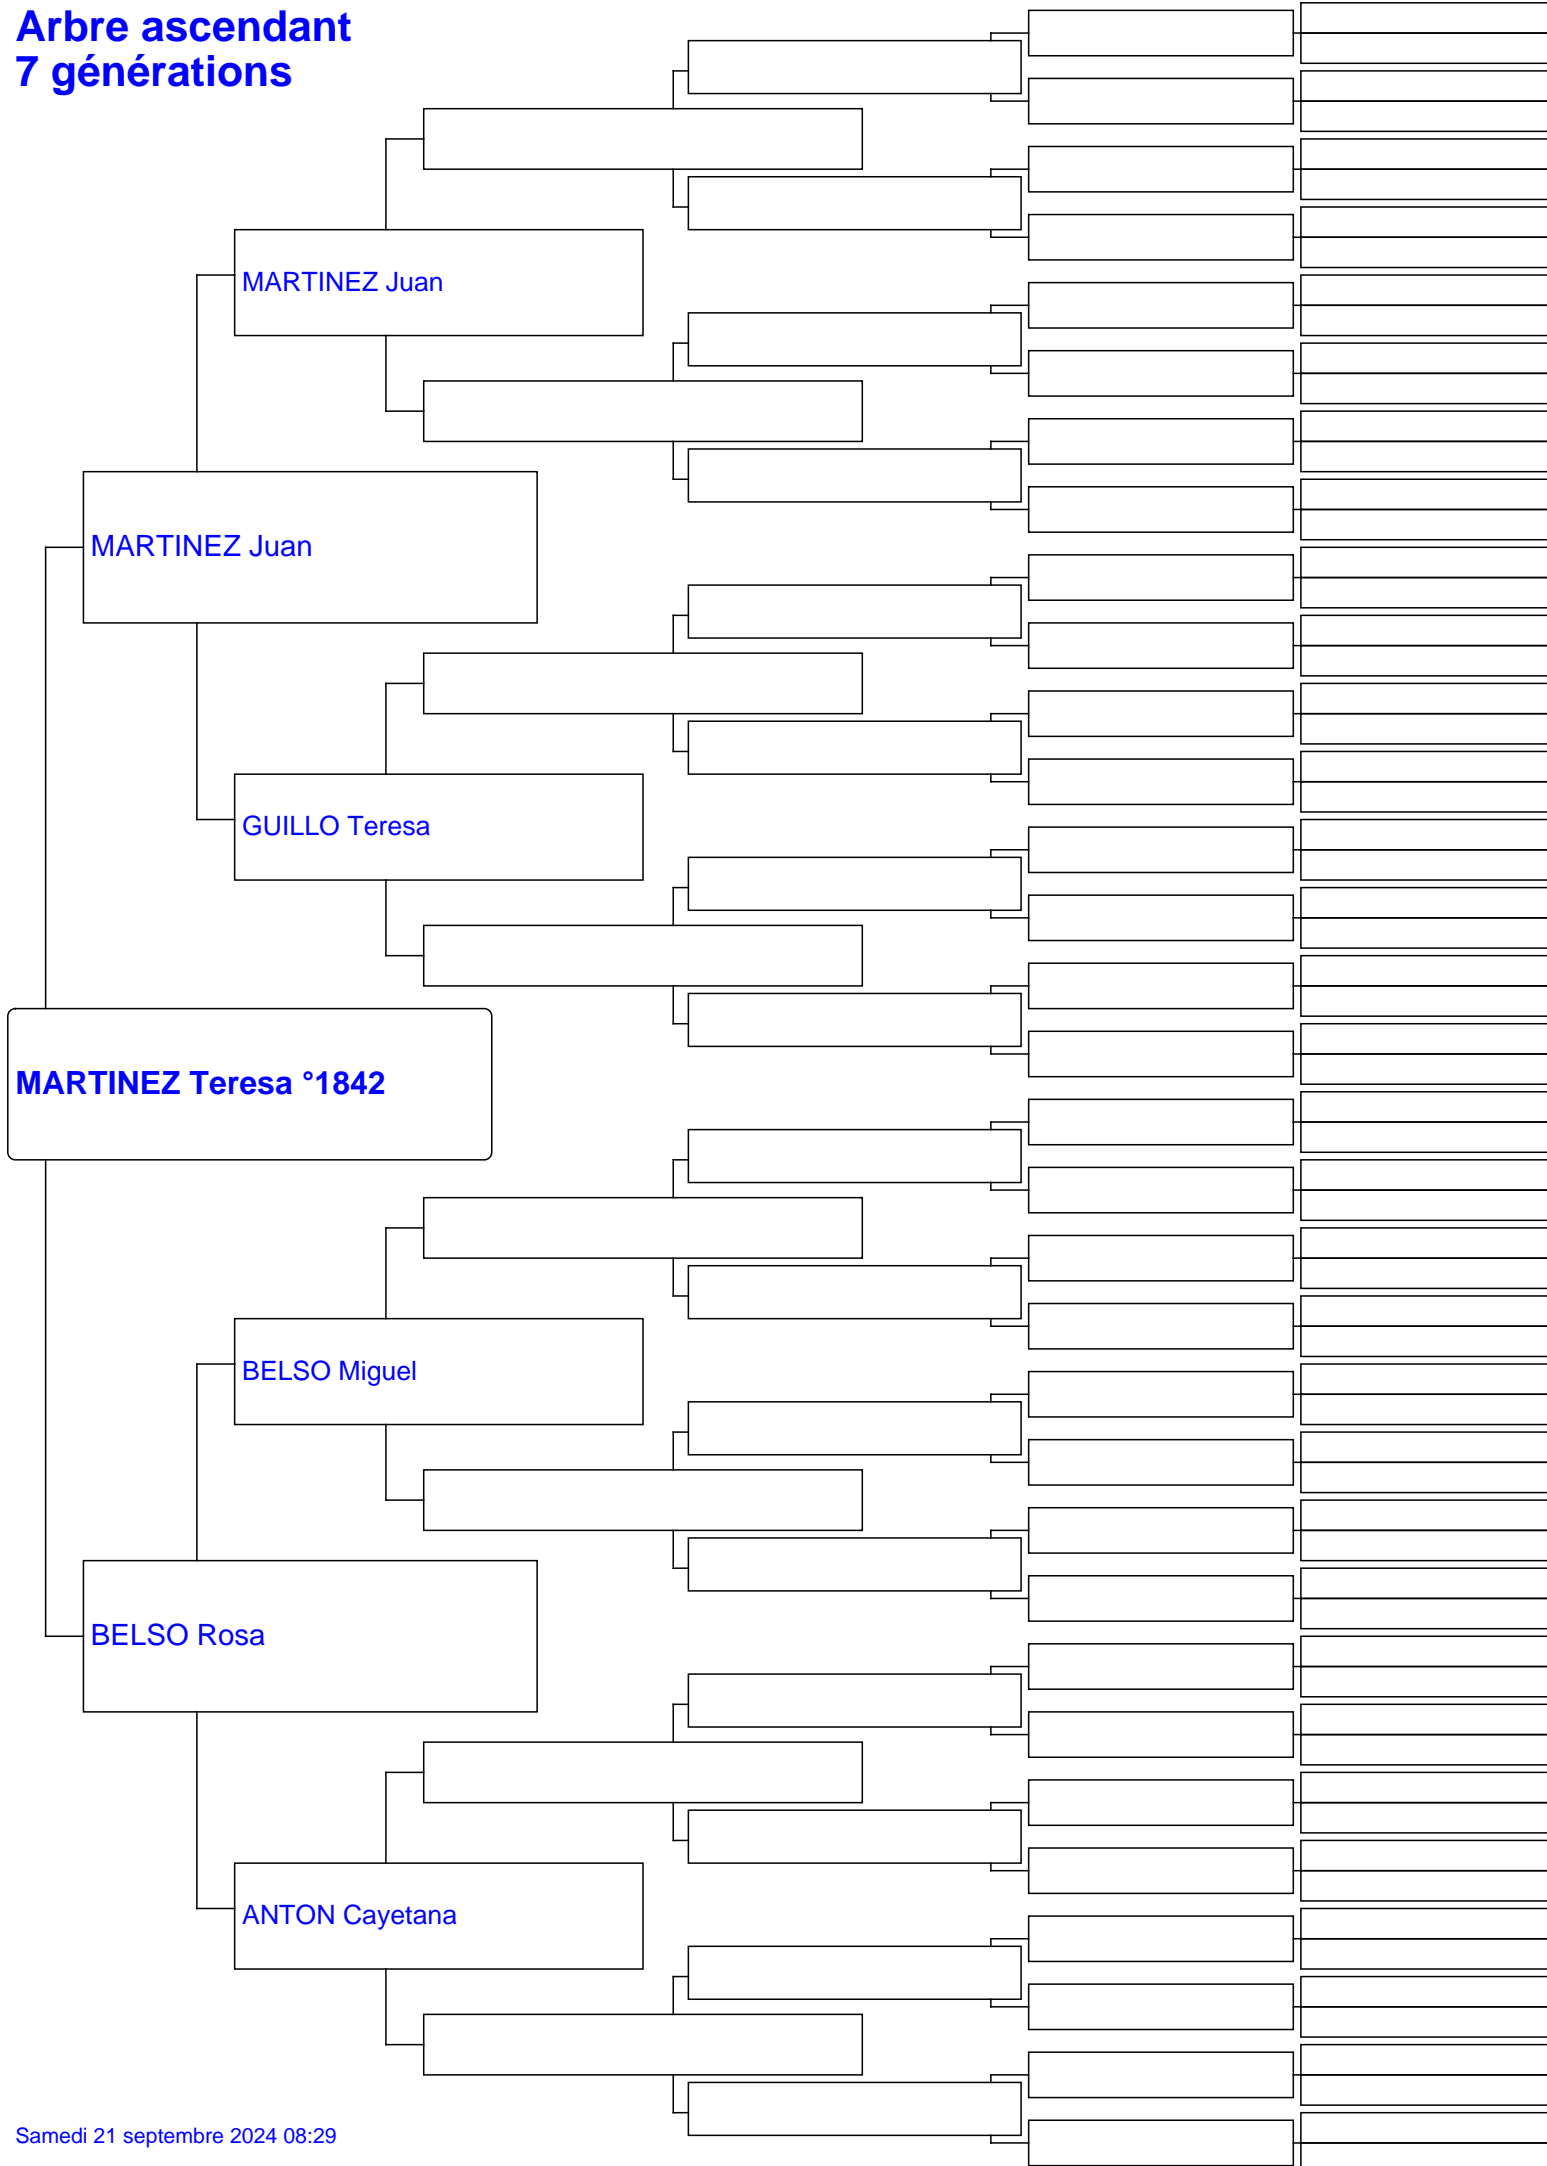 Arbre ascendant
7 générations
MARTINEZ Juan
MARTINEZ Juan
GUILLO Teresa
MARTINEZ Teresa °1842
BELSO Miguel
BELSO Rosa
ANTON Cayetana
Samedi 21 septembre 2024 08:29